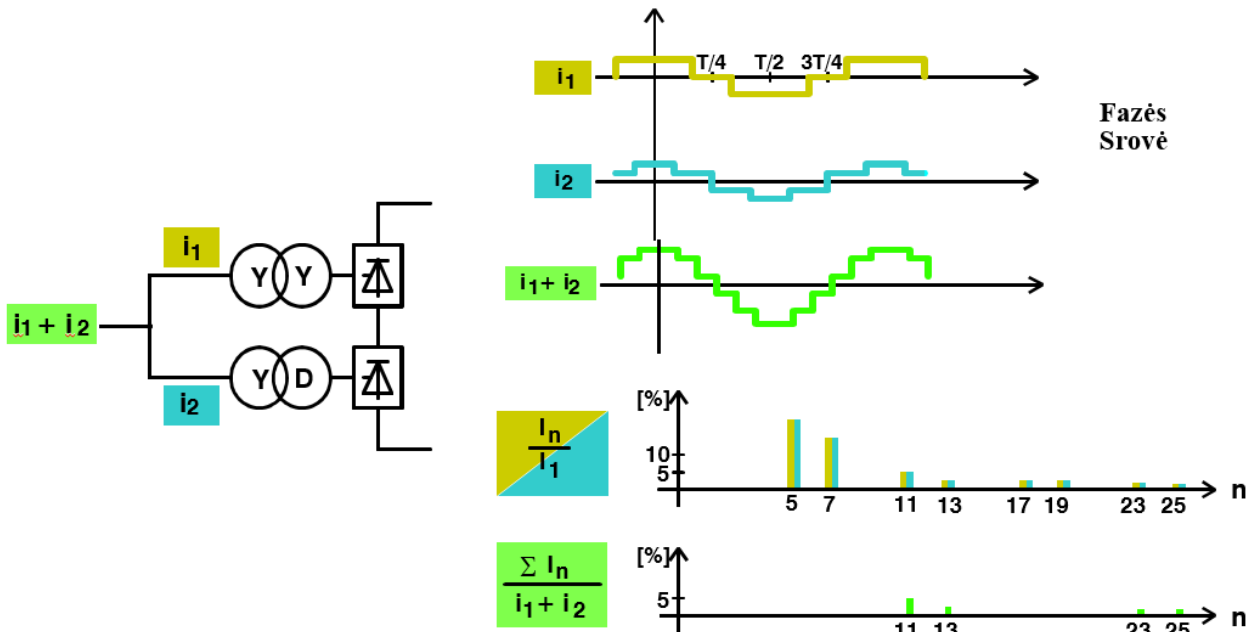 i₁
T/4 T/2 3T/4
Fazės
Srovė
i₂
i₁ + i₂
i₁
Y Y
i₁ + i₂
Y D
i₂
[%]
Iₙ
I₁
10
5
5 7 11 13 17 19 23 25
n
[%]
Σ Iₙ
i₁ + i₂
5
11 13 23 25
n